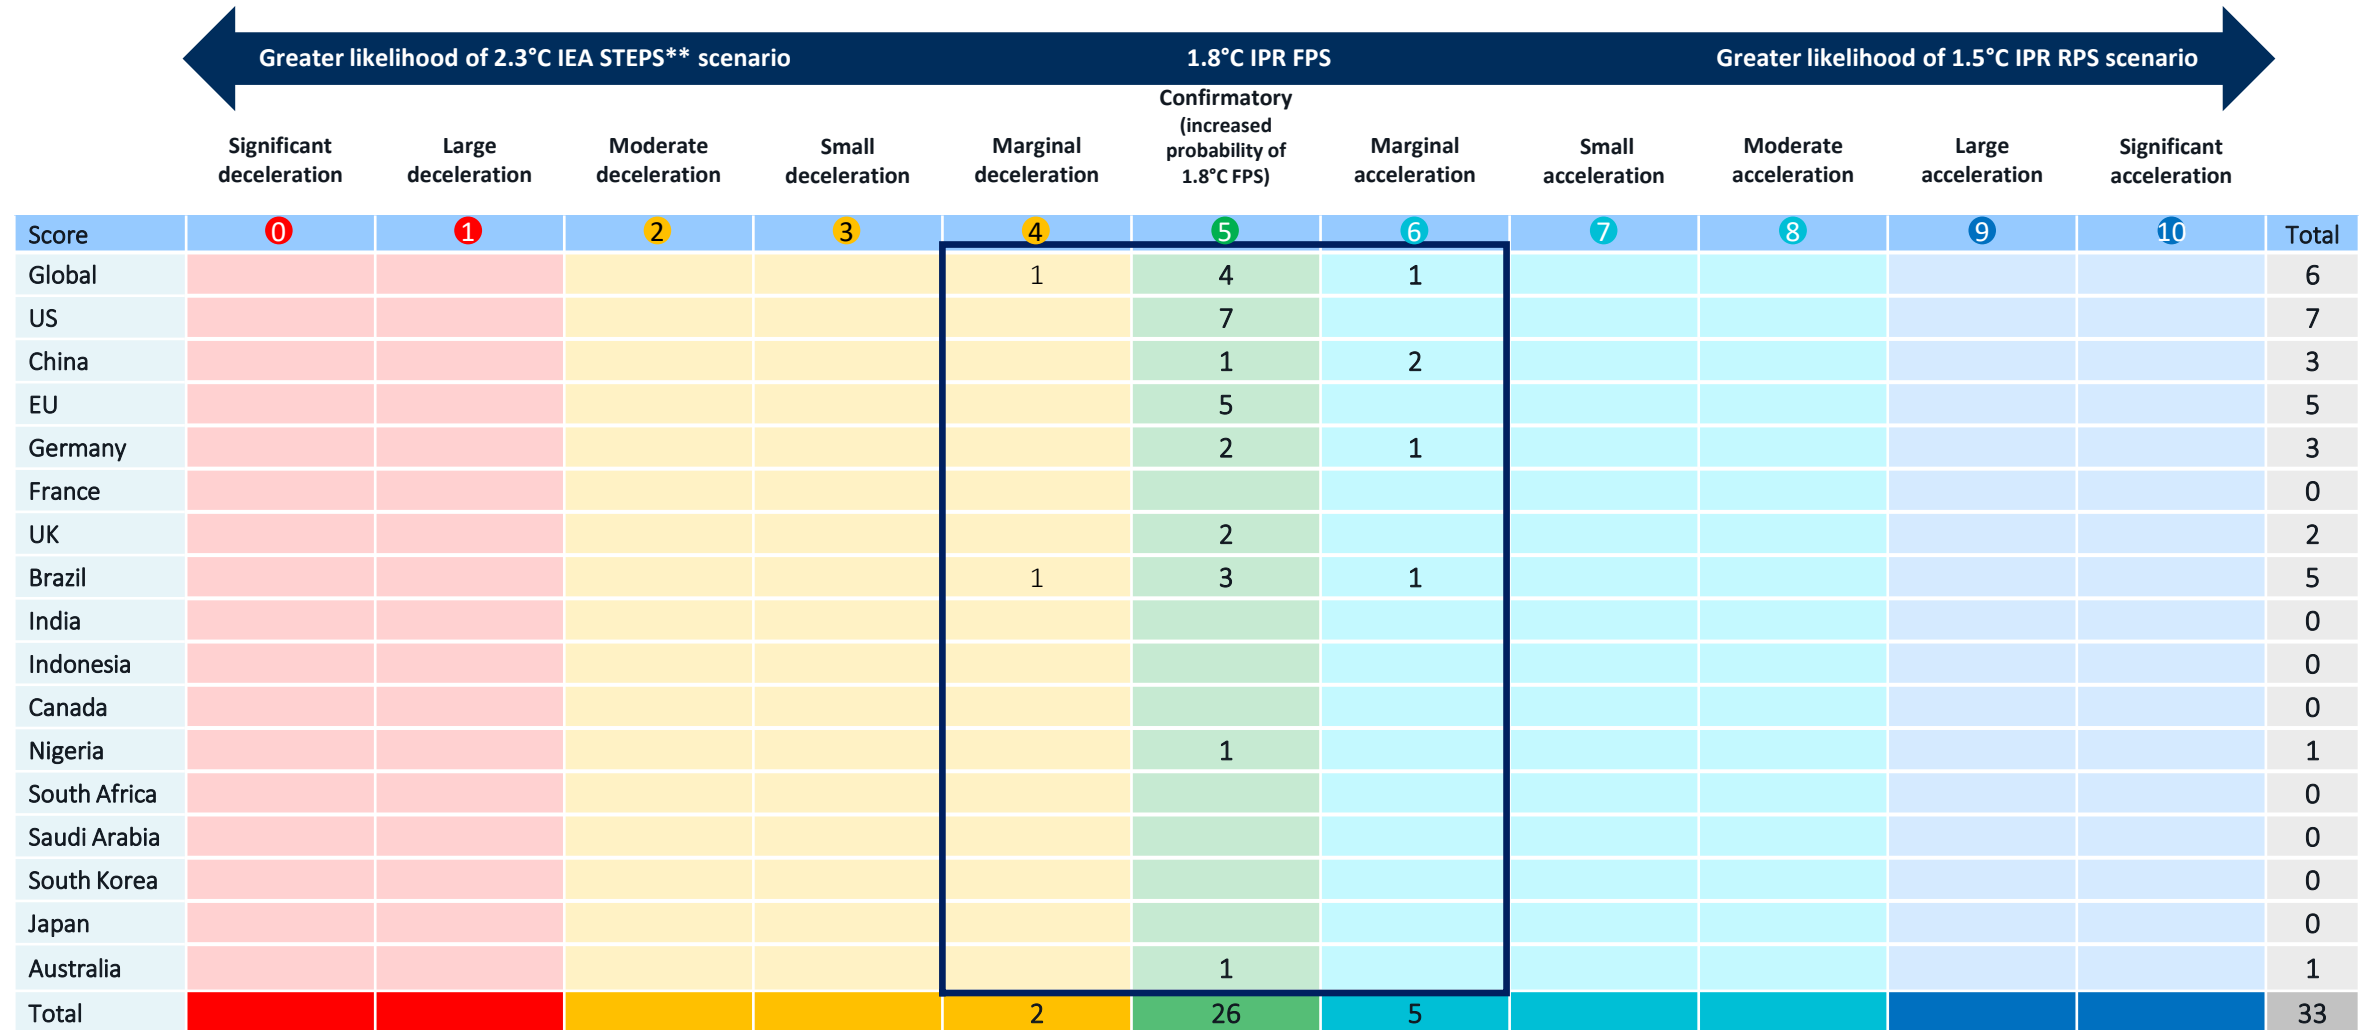 Greater likelihood of 2.3°C IEA STEPS** scenario 1.8°C IPR FPS Greater likelihood of 1.5°C IPR RPS scenario
Significant deceleration
Large deceleration
Moderate deceleration
Small deceleration
Marginal deceleration
Confirmatory
(increased
probability of
1.8°C FPS)
Marginal acceleration
Small acceleration
Moderate acceleration
Large acceleration
Significant acceleration
Score 0 1 2 3 4 5 6 7 8 9 10 Total
Global 1 4 1 6
US 7 7
China 1 2 3
EU 5 5
Germany 2 1 3
France 0
UK 2 2
Brazil 1 3 1 5
India 0
Indonesia 0
Canada 0
Nigeria 1 1
South Africa 0
Saudi Arabia 0
South Korea 0
Japan 0
Australia 1 1
Total 2 26 5 33